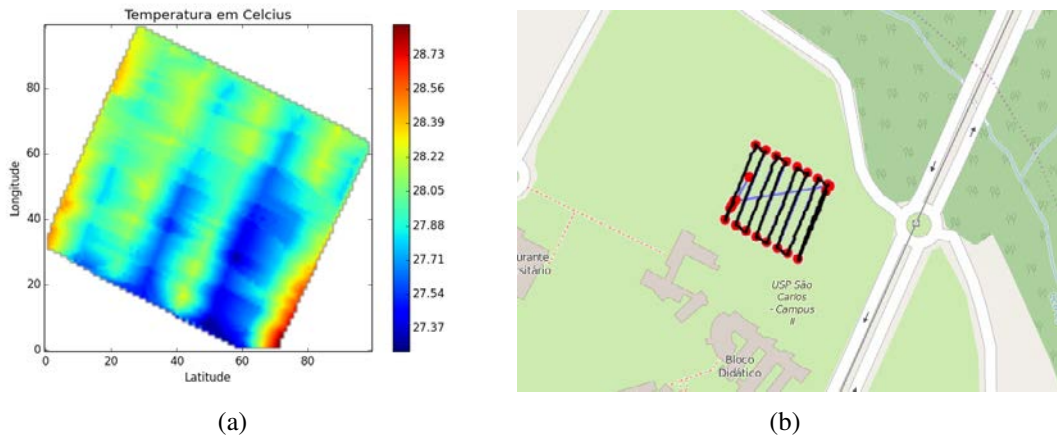 Temperatura em Celcius
Longitude
80
60
40
20
0
0
20
40
60
80
Latitude
28.73
28.56
28.39
28.22
28.05
27.88
27.71
27.54
27.37
(a)
urante
sitário
USP São
Carlos
- Campus
II
Bloco
Didático
(b)